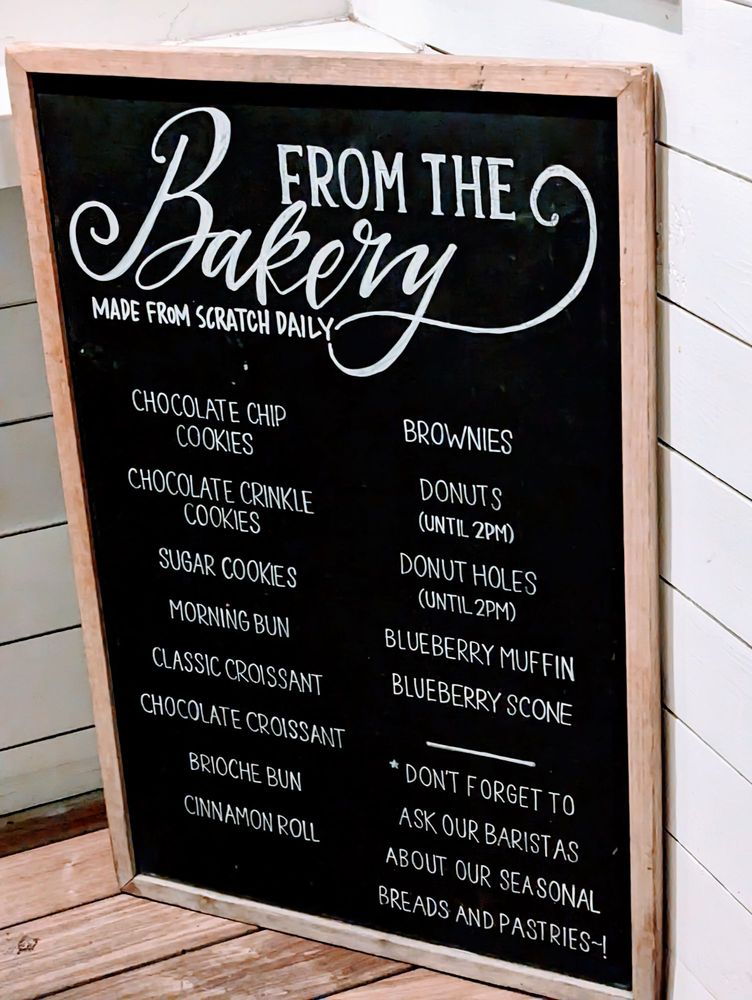 FROM THE
Bakery
MADE FROM SCRATCH DAILY
CHOCOLATE CHIP
COOKIES
CHOCOLATE CRINKLE
COOKIES
SUGAR COOKIES
MORNING BUN
CLASSIC CROISSANT
CHOCOLATE CROISSANT
BRIOCHE BUN
CINNAMON ROLL
BROWNIES
DONUTS
(UNTIL 2PM)
DONUT HOLES
(UNTIL 2PM)
BLUEBERRY MUFFIN
BLUEBERRY SCONE
* DON'T FORGET TO
ASK OUR BARISTAS
ABOUT OUR SEASONAL
BREADS AND PASTRIES~!